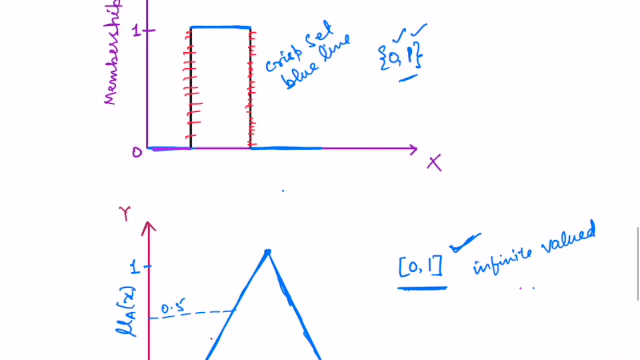 Membership
1
crisp set
blue line
{0, 1}
0
X
Y
1
[0, 1]
infinite valued
μA(x)
0.5